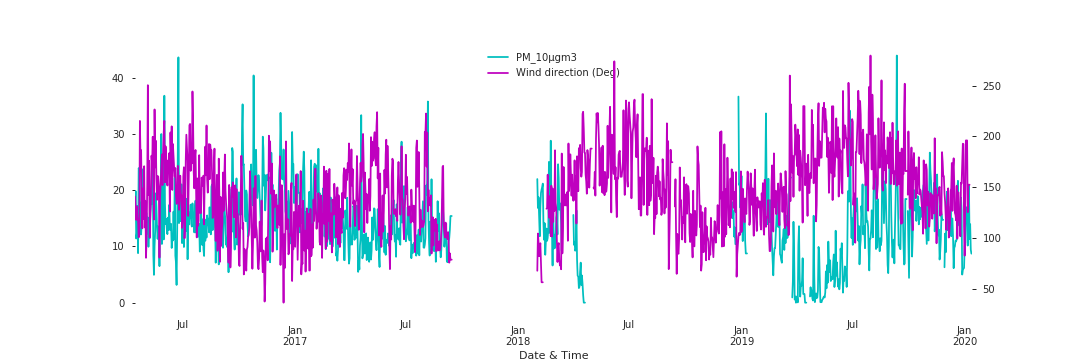 PM_10µgm3
Wind direction (Deg)
40
30
20
10
0
250
200
150
100
50
Jul
Jan
2017
Jul
Jan
2018
Jul
Jan
2019
Jul
Jan
2020
Date & Time